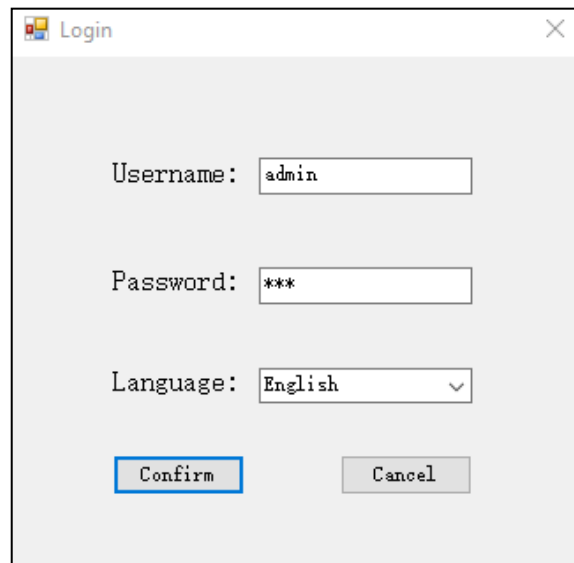 Login
Username: admin
Password: ***
Language: English
Confirm Cancel